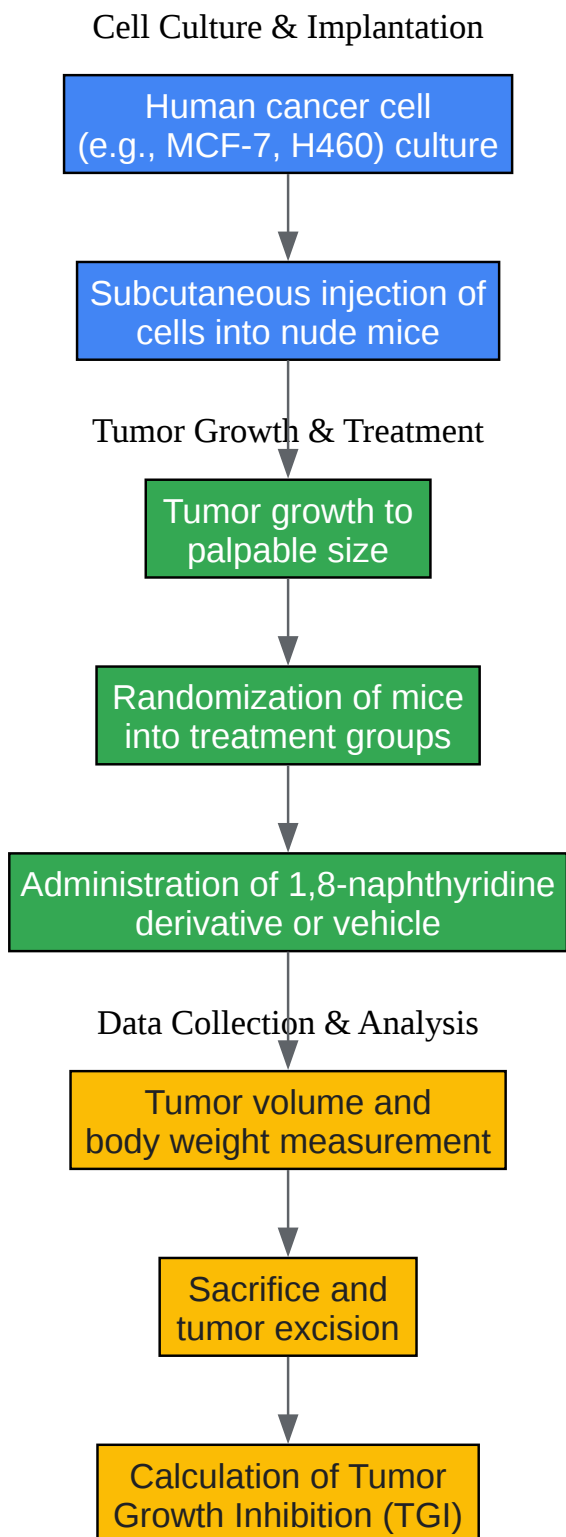 Cell Culture & Implantation
Human cancer cell
(e.g., MCF-7, H460) culture
Subcutaneous injection of
cells into nude mice
Tumor Growth & Treatment
Tumor growth to
palpable size
Randomization of mice
into treatment groups
Administration of 1,8-naphthyridine
derivative or vehicle
Data Collection & Analysis
Tumor volume and
body weight measurement
Sacrifice and
tumor excision
Calculation of Tumor
Growth Inhibition (TGI)